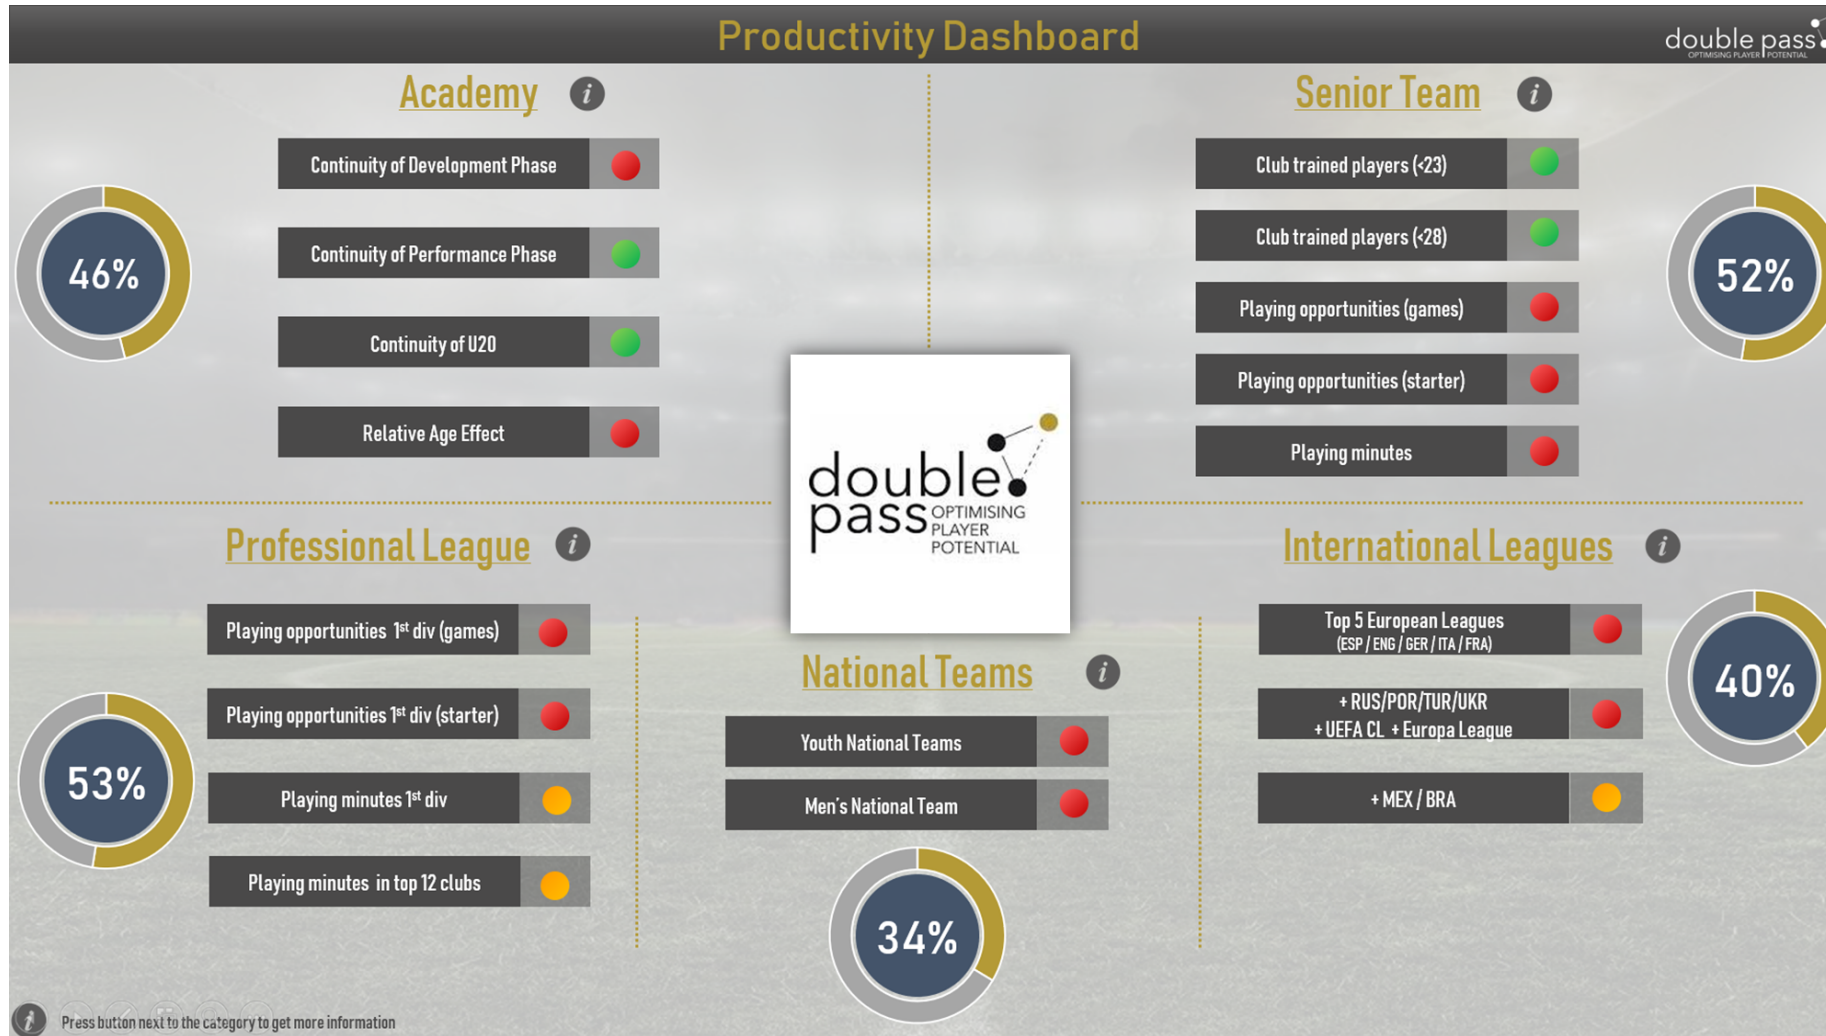 Productivity Dashboard
double pass
OPTIMISING PLAYER POTENTIAL
Academy i
Continuity of Development Phase
Continuity of Performance Phase
Continuity of U20
Relative Age Effect
46%
Senior Team i
Club trained players (<23)
Club trained players (<28)
Playing opportunities (games)
Playing opportunities (starter)
Playing minutes
52%
double
pass
OPTIMISING
PLAYER
POTENTIAL
Professional League i
Playing opportunities 1st div (games)
Playing opportunities 1st div (starter)
Playing minutes 1st div
Playing minutes in top 12 clubs
53%
National Teams i
Youth National Teams
Men's National Team
34%
International Leagues i
Top 5 European Leagues
(ESP / ENG / GER / ITA / FRA)
+ RUS/POR/TUR/UKR
+ UEFA CL + Europa League
+ MEX / BRA
40%
i Press button next to the category to get more information